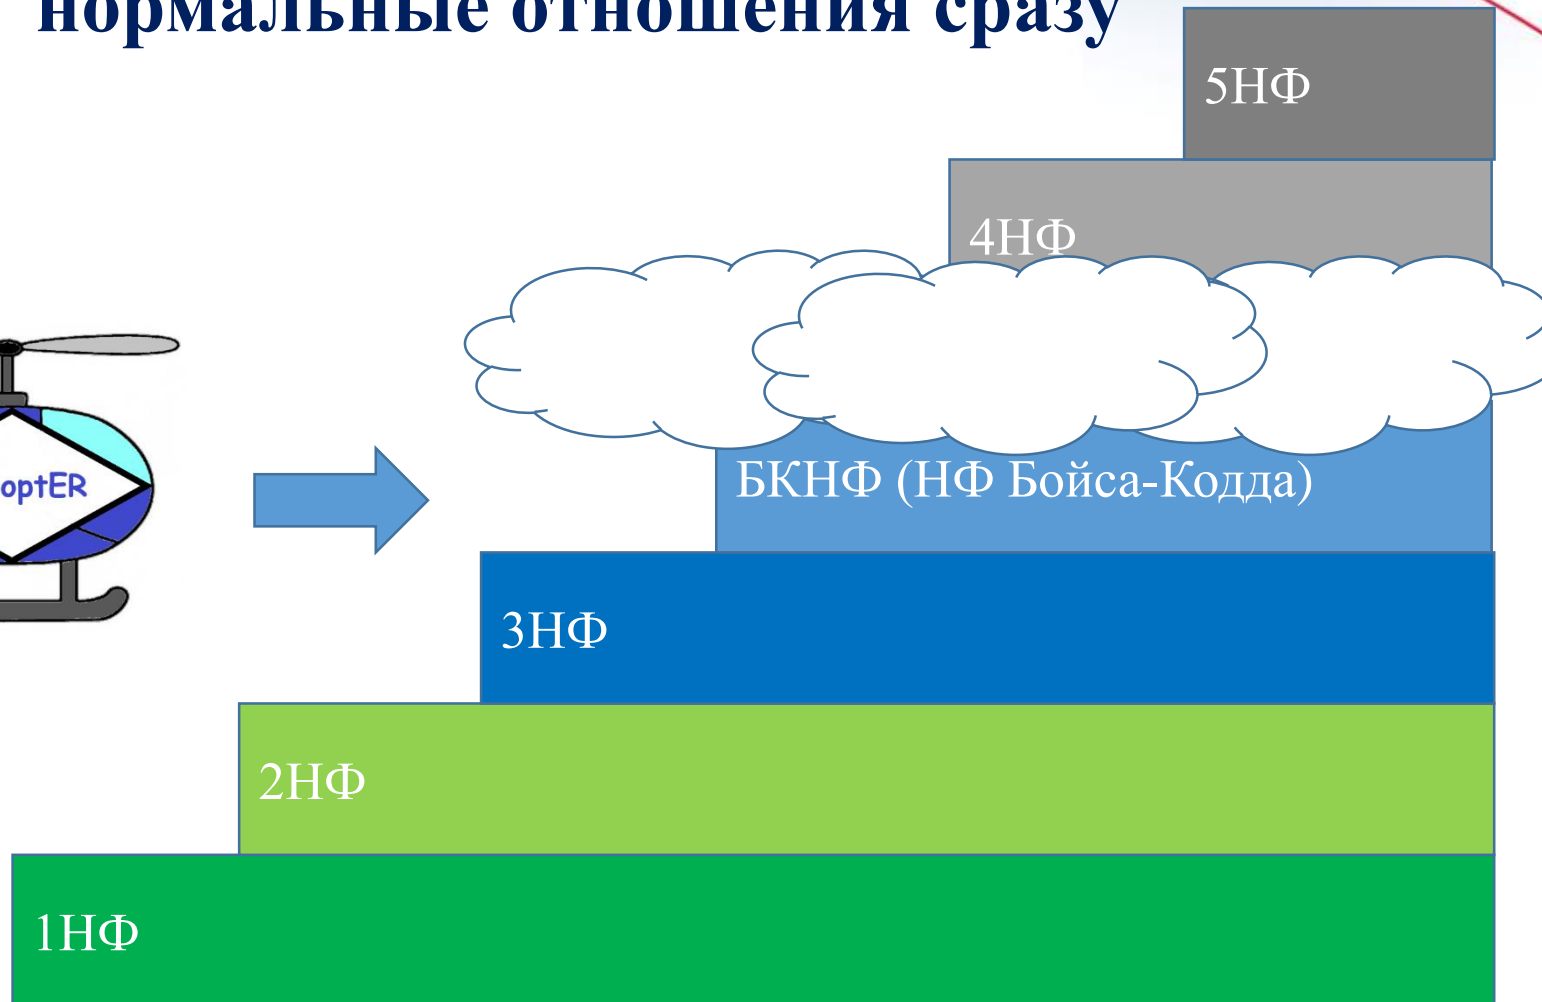 нормальные отношения сразу
5НФ
4НФ
optER
БКНФ (НФ Бойса-Кодда)
3НФ
2НФ
1НФ